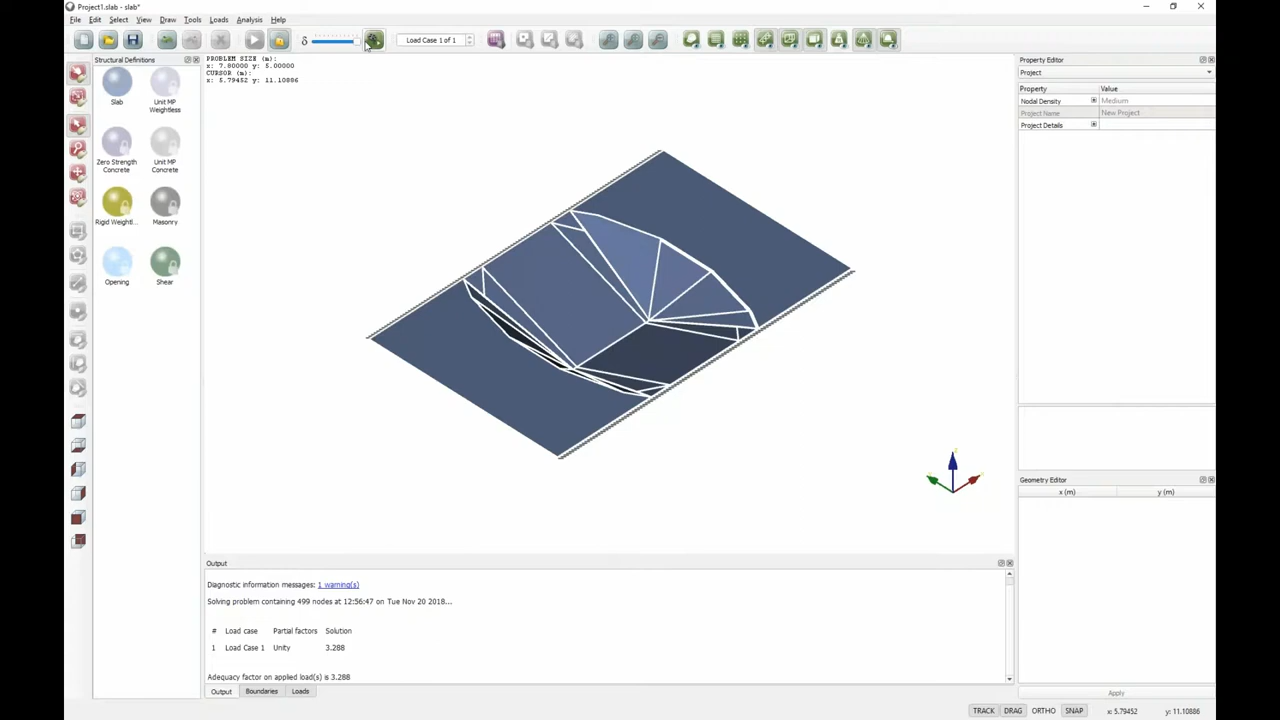 Project1.slab - slab*
File Edit Select View Draw Tools Loads Analysis Help
δ
Load Case 1 of 1
Structural Definitions
Slab
Unit MP
Weightless
Zero Strength
Concrete
Unit MP
Concrete
Rigid Weightl...
Masonry
Opening
Shear
PROBLEM SIZE (m):
x: 7.80000 y: 5.00000
CURSOR (m):
x: 5.79452 y: 11.10886
Property Editor
Project
Property Value
Nodal Density Medium
Project Name New Project
Project Details
Geometry Editor
x (m) y (m)
Apply
Output
Diagnostic information messages: 1 warning(s)
Solving problem containing 499 nodes at 12:56:47 on Tue Nov 20 2018...
# Load case Partial factors Solution
1 Load Case 1 Unity 3.288
Adequacy factor on applied load(s) is 3.288
Output Boundaries Loads
TRACK DRAG ORTHO SNAP x: 5.79452 y: 11.10886